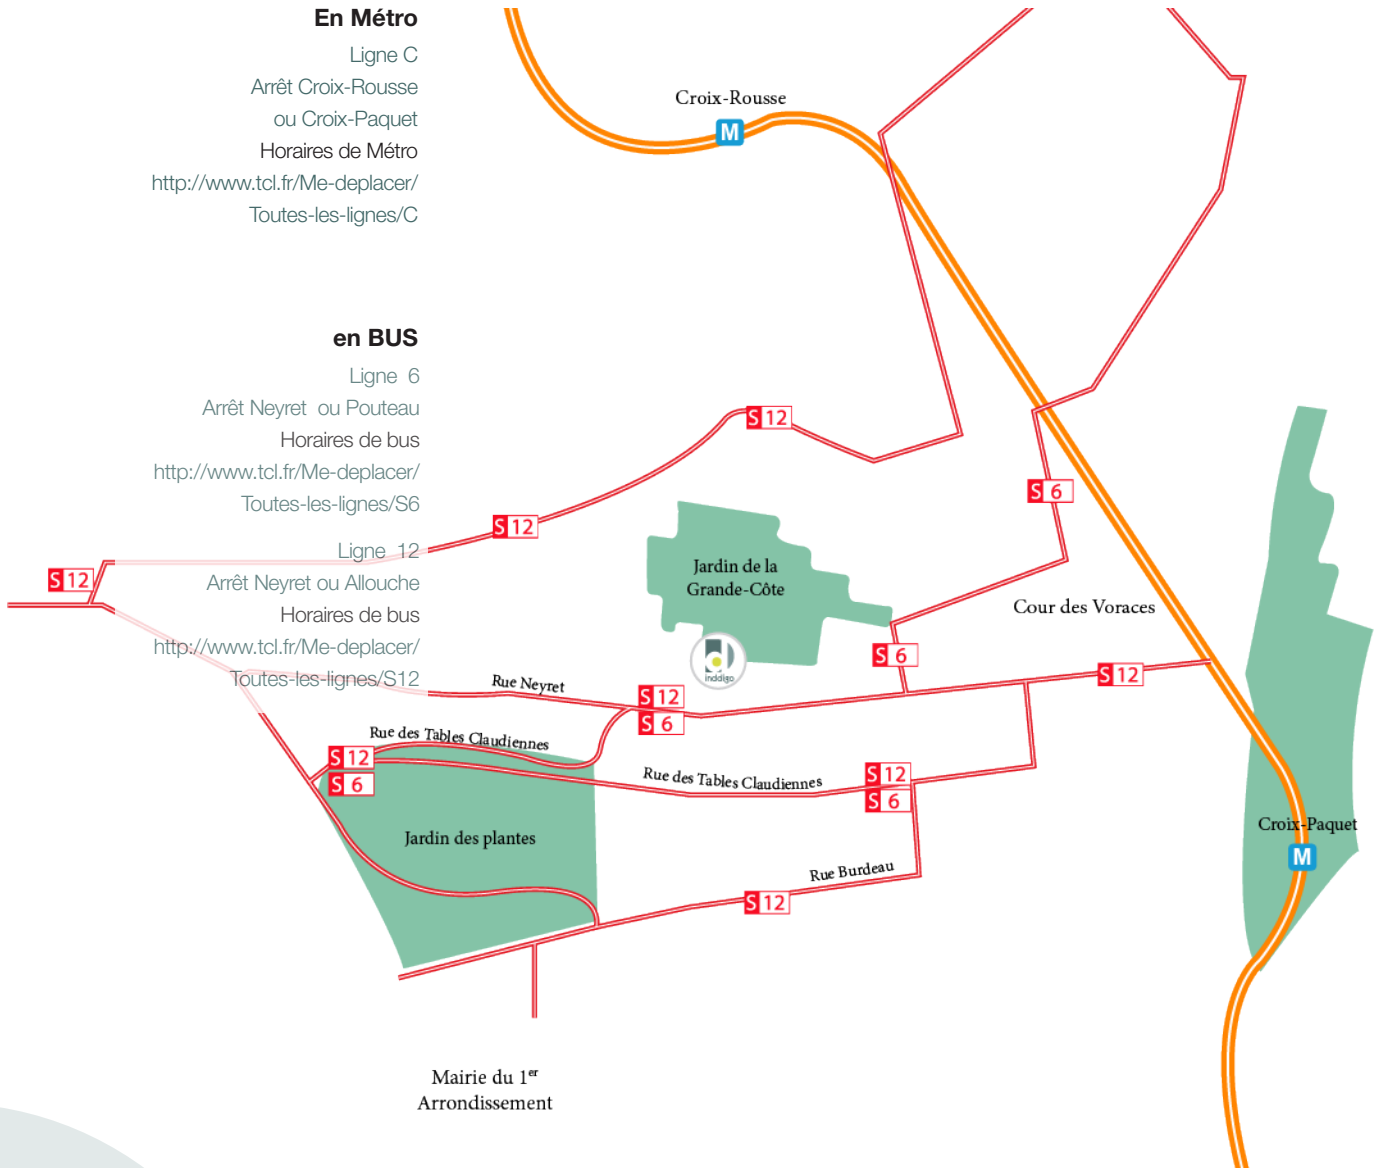 En Métro
Ligne C
Arrêt Croix-Rousse
ou Croix-Paquet
Horaires de Métro
http://www.tcl.fr/Me-deplacer/
Toutes-les-lignes/C
en BUS
Ligne 6
Arrêt Neyret ou Pouteau
Horaires de bus
http://www.tcl.fr/Me-deplacer/
Toutes-les-lignes/S6
Ligne 12
Arrêt Neyret ou Allouche
Horaires de bus
http://www.tcl.fr/Me-deplacer/
Toutes-les-lignes/S12
Croix-Rousse
M
S 12
S 6
S 12
Jardin de la
Grande-Côte
S 12
Cour des Voraces
S 6
inddigo
S 12
Rue Neyret
S 12
S 6
Rue des Tables Claudiennes
S 12
S 6
Rue des Tables Claudiennes
S 12
S 6
Jardin des plantes
Croix-Paquet
M
Rue Burdeau
S 12
Mairie du 1er
Arrondissement